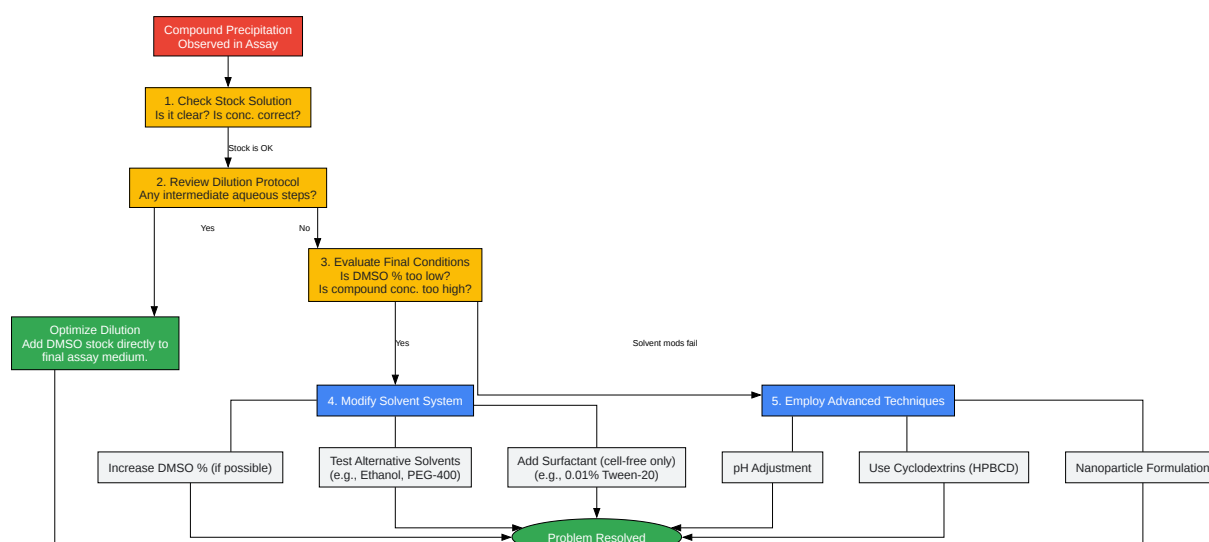 Compound Precipitation
Observed in Assay
1. Check Stock Solution
Is it clear? Is conc. correct?
Stock is OK
2. Review Dilution Protocol
Any intermediate aqueous steps?
Yes
No
3. Evaluate Final Conditions
Is DMSO % too low?
Is compound conc. too high?
Optimize Dilution
Add DMSO stock directly to
final assay medium.
Yes
Solvent mods fail
4. Modify Solvent System
5. Employ Advanced Techniques
Increase DMSO % (if possible)
Test Alternative Solvents
(e.g., Ethanol, PEG-400)
Add Surfactant (cell-free only)
(e.g., 0.01% Tween-20)
pH Adjustment
Use Cyclodextrins (HPBCD)
Nanoparticle Formulation
Problem Resolved